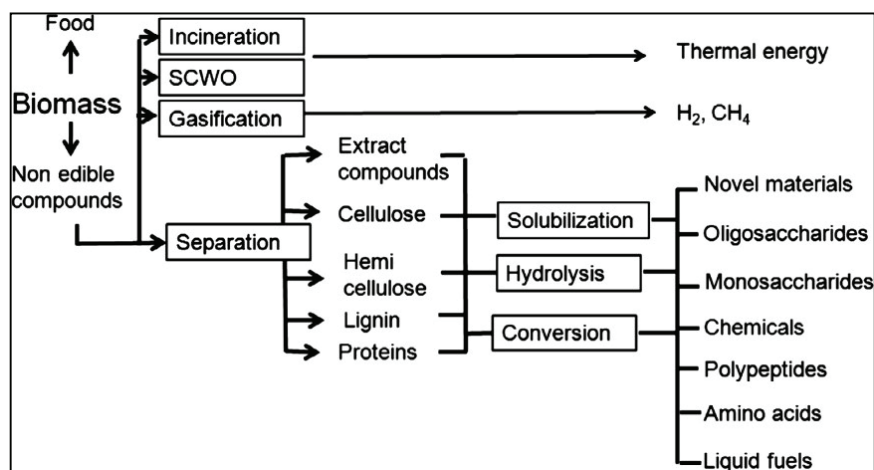 Food
Biomass
Non edible
compounds
Incineration
SCWO
Gasification
Separation
Thermal energy
H₂, CH₄
Extract
compounds
Cellulose
Hemi
cellulose
Lignin
Proteins
Solubilization
Hydrolysis
Conversion
Novel materials
Oligosaccharides
Monosaccharides
Chemicals
Polypeptides
Amino acids
Liquid fuels